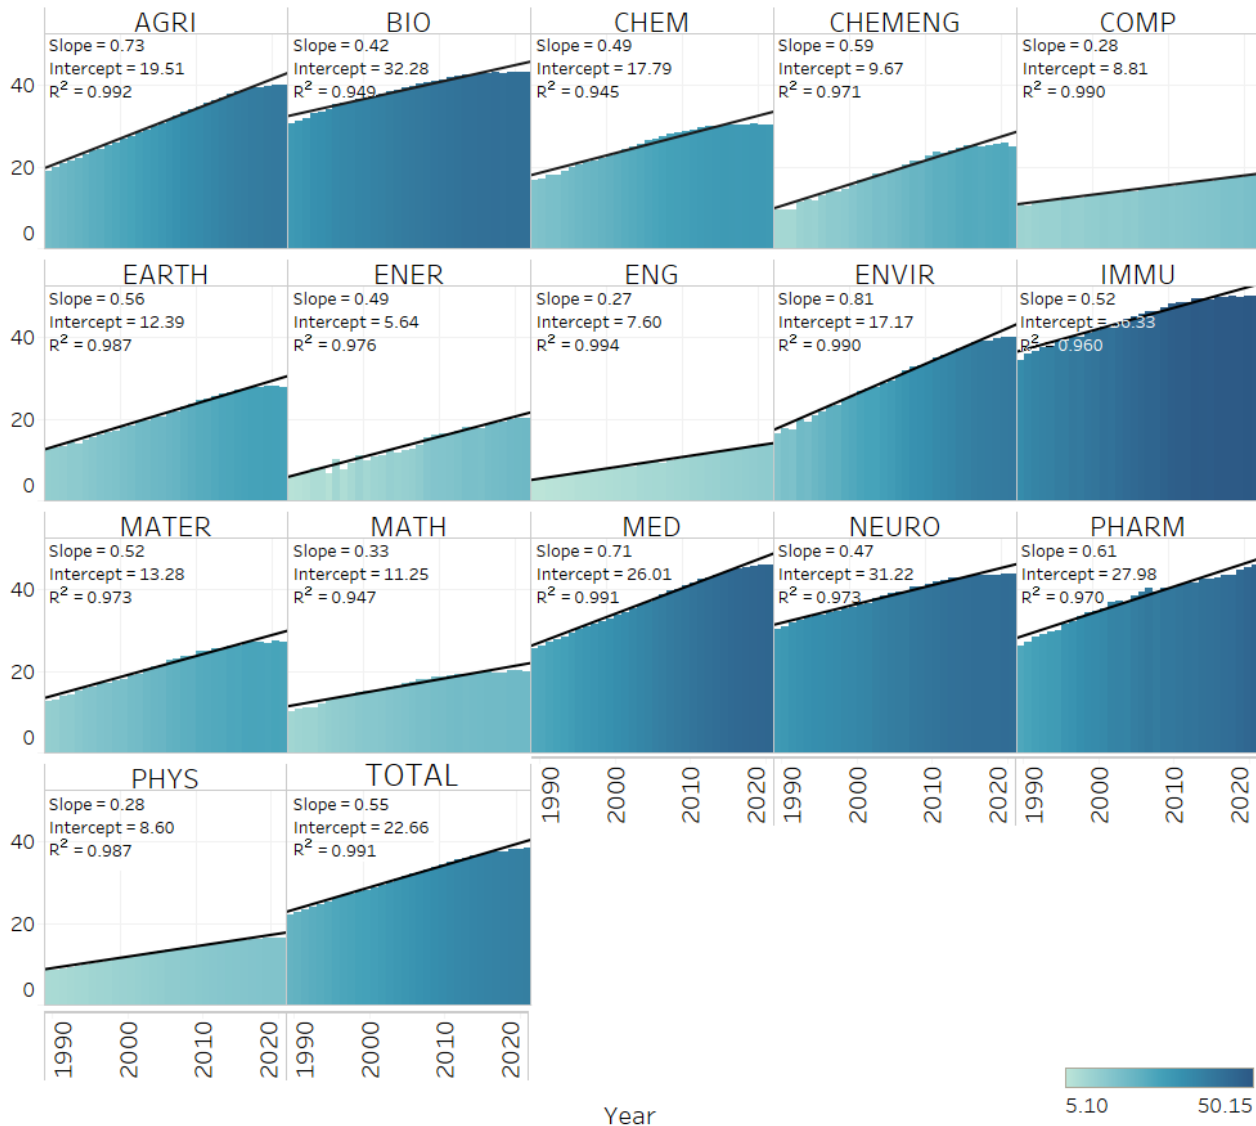 AGRI BIO CHEM CHEMENG COMP
Slope = 0.73 Slope = 0.42 Slope = 0.49 Slope = 0.59 Slope = 0.28
Intercept = 19.51 Intercept = 32.28 Intercept = 17.79 Intercept = 9.67 Intercept = 8.81
R² = 0.992 R² = 0.949 R² = 0.945 R² = 0.971 R² = 0.990
40
20
0
EARTH ENER ENG ENVIR IMMU
Slope = 0.56 Slope = 0.49 Slope = 0.27 Slope = 0.81 Slope = 0.52
Intercept = 12.39 Intercept = 5.64 Intercept = 7.60 Intercept = 17.17 Intercept = 36.33
R² = 0.987 R² = 0.976 R² = 0.994 R² = 0.990 R² = 0.960
40
20
0
MATER MATH MED NEURO PHARM
Slope = 0.52 Slope = 0.33 Slope = 0.71 Slope = 0.47 Slope = 0.61
Intercept = 13.28 Intercept = 11.25 Intercept = 26.01 Intercept = 31.22 Intercept = 27.98
R² = 0.973 R² = 0.947 R² = 0.991 R² = 0.973 R² = 0.970
40
20
0
1990 2000 2010 2020 1990 2000 2010 2020 1990 2000 2010 2020
PHYS TOTAL
Slope = 0.28 Slope = 0.55
Intercept = 8.60 Intercept = 22.66
R² = 0.987 R² = 0.991
40
20
0
1990 2000 2010 2020 1990 2000 2010 2020
Year
5.10 50.15